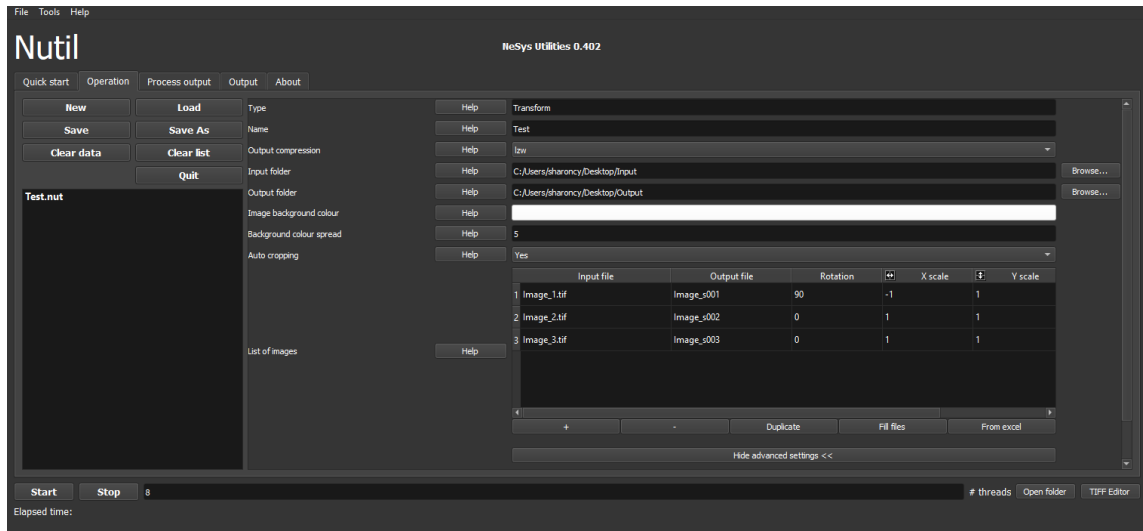 File Tools Help
Nutil
NeSys Utilities 0.402
Quick start Operation Process output Output About
New Load
Save Save As
Clear data Clear list
Quit
Test.nut
Type Help Transform
Name Help Test
Output compression Help lzw
Input folder Help C:/Users/sharoncy/Desktop/Input Browse...
Output folder Help C:/Users/sharoncy/Desktop/Output Browse...
Image background colour Help
Background colour spread Help 5
Auto cropping Help Yes
Input file Output file Rotation X scale Y scale
1 Image_1.tif Image_s001 90 -1 1
2 Image_2.tif Image_s002 0 1 1
3 Image_3.tif Image_s003 0 1 1
List of images Help
+ - Duplicate Fill files From excel
Hide advanced settings <<
Start Stop 8 # threads Open folder TIFF Editor
Elapsed time: